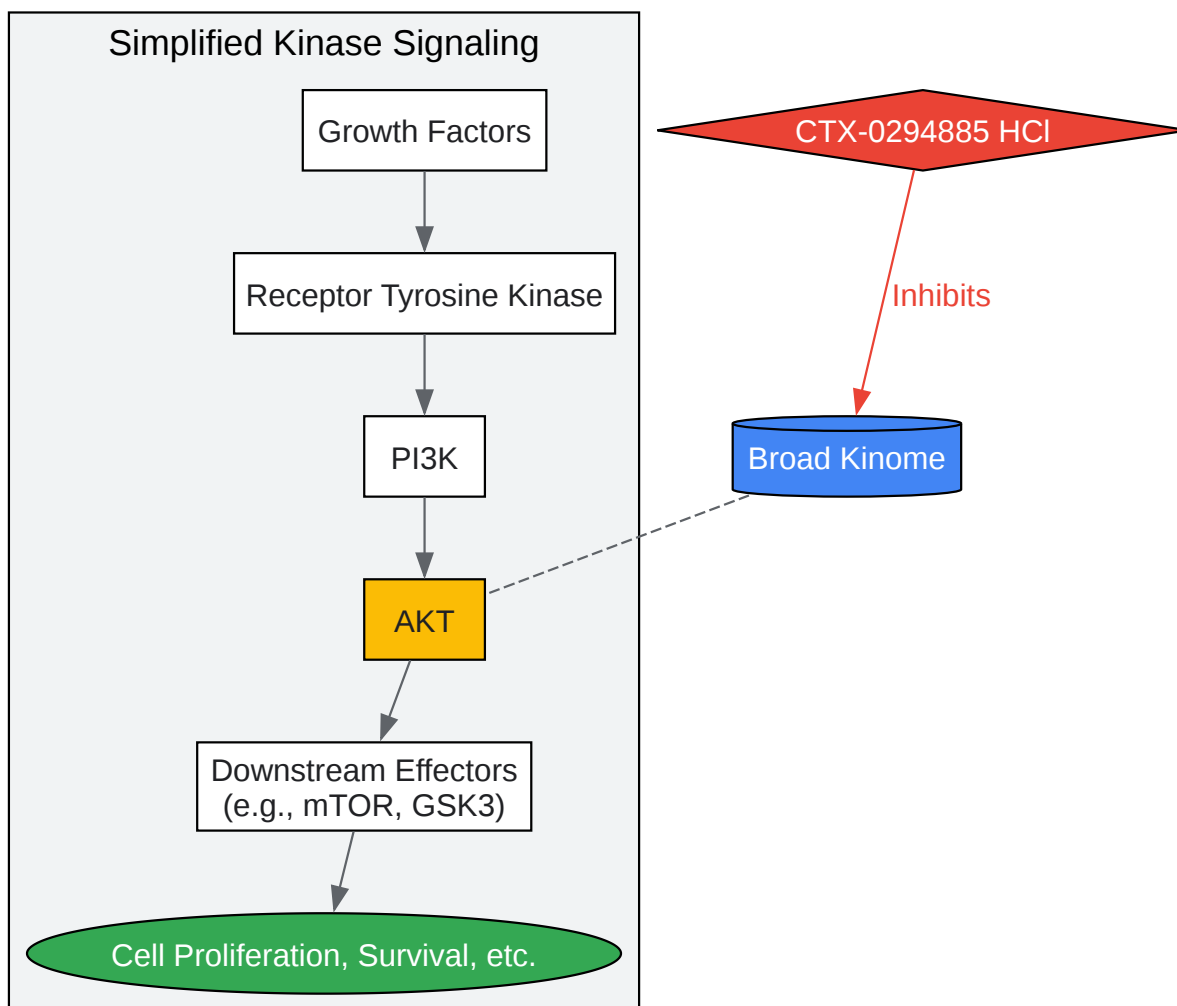 Simplified Kinase Signaling
Growth Factors
CTX-0294885 HCl
Receptor Tyrosine Kinase
Inhibits
PI3K
Broad Kinome
AKT
Downstream Effectors
(e.g., mTOR, GSK3)
Cell Proliferation, Survival, etc.